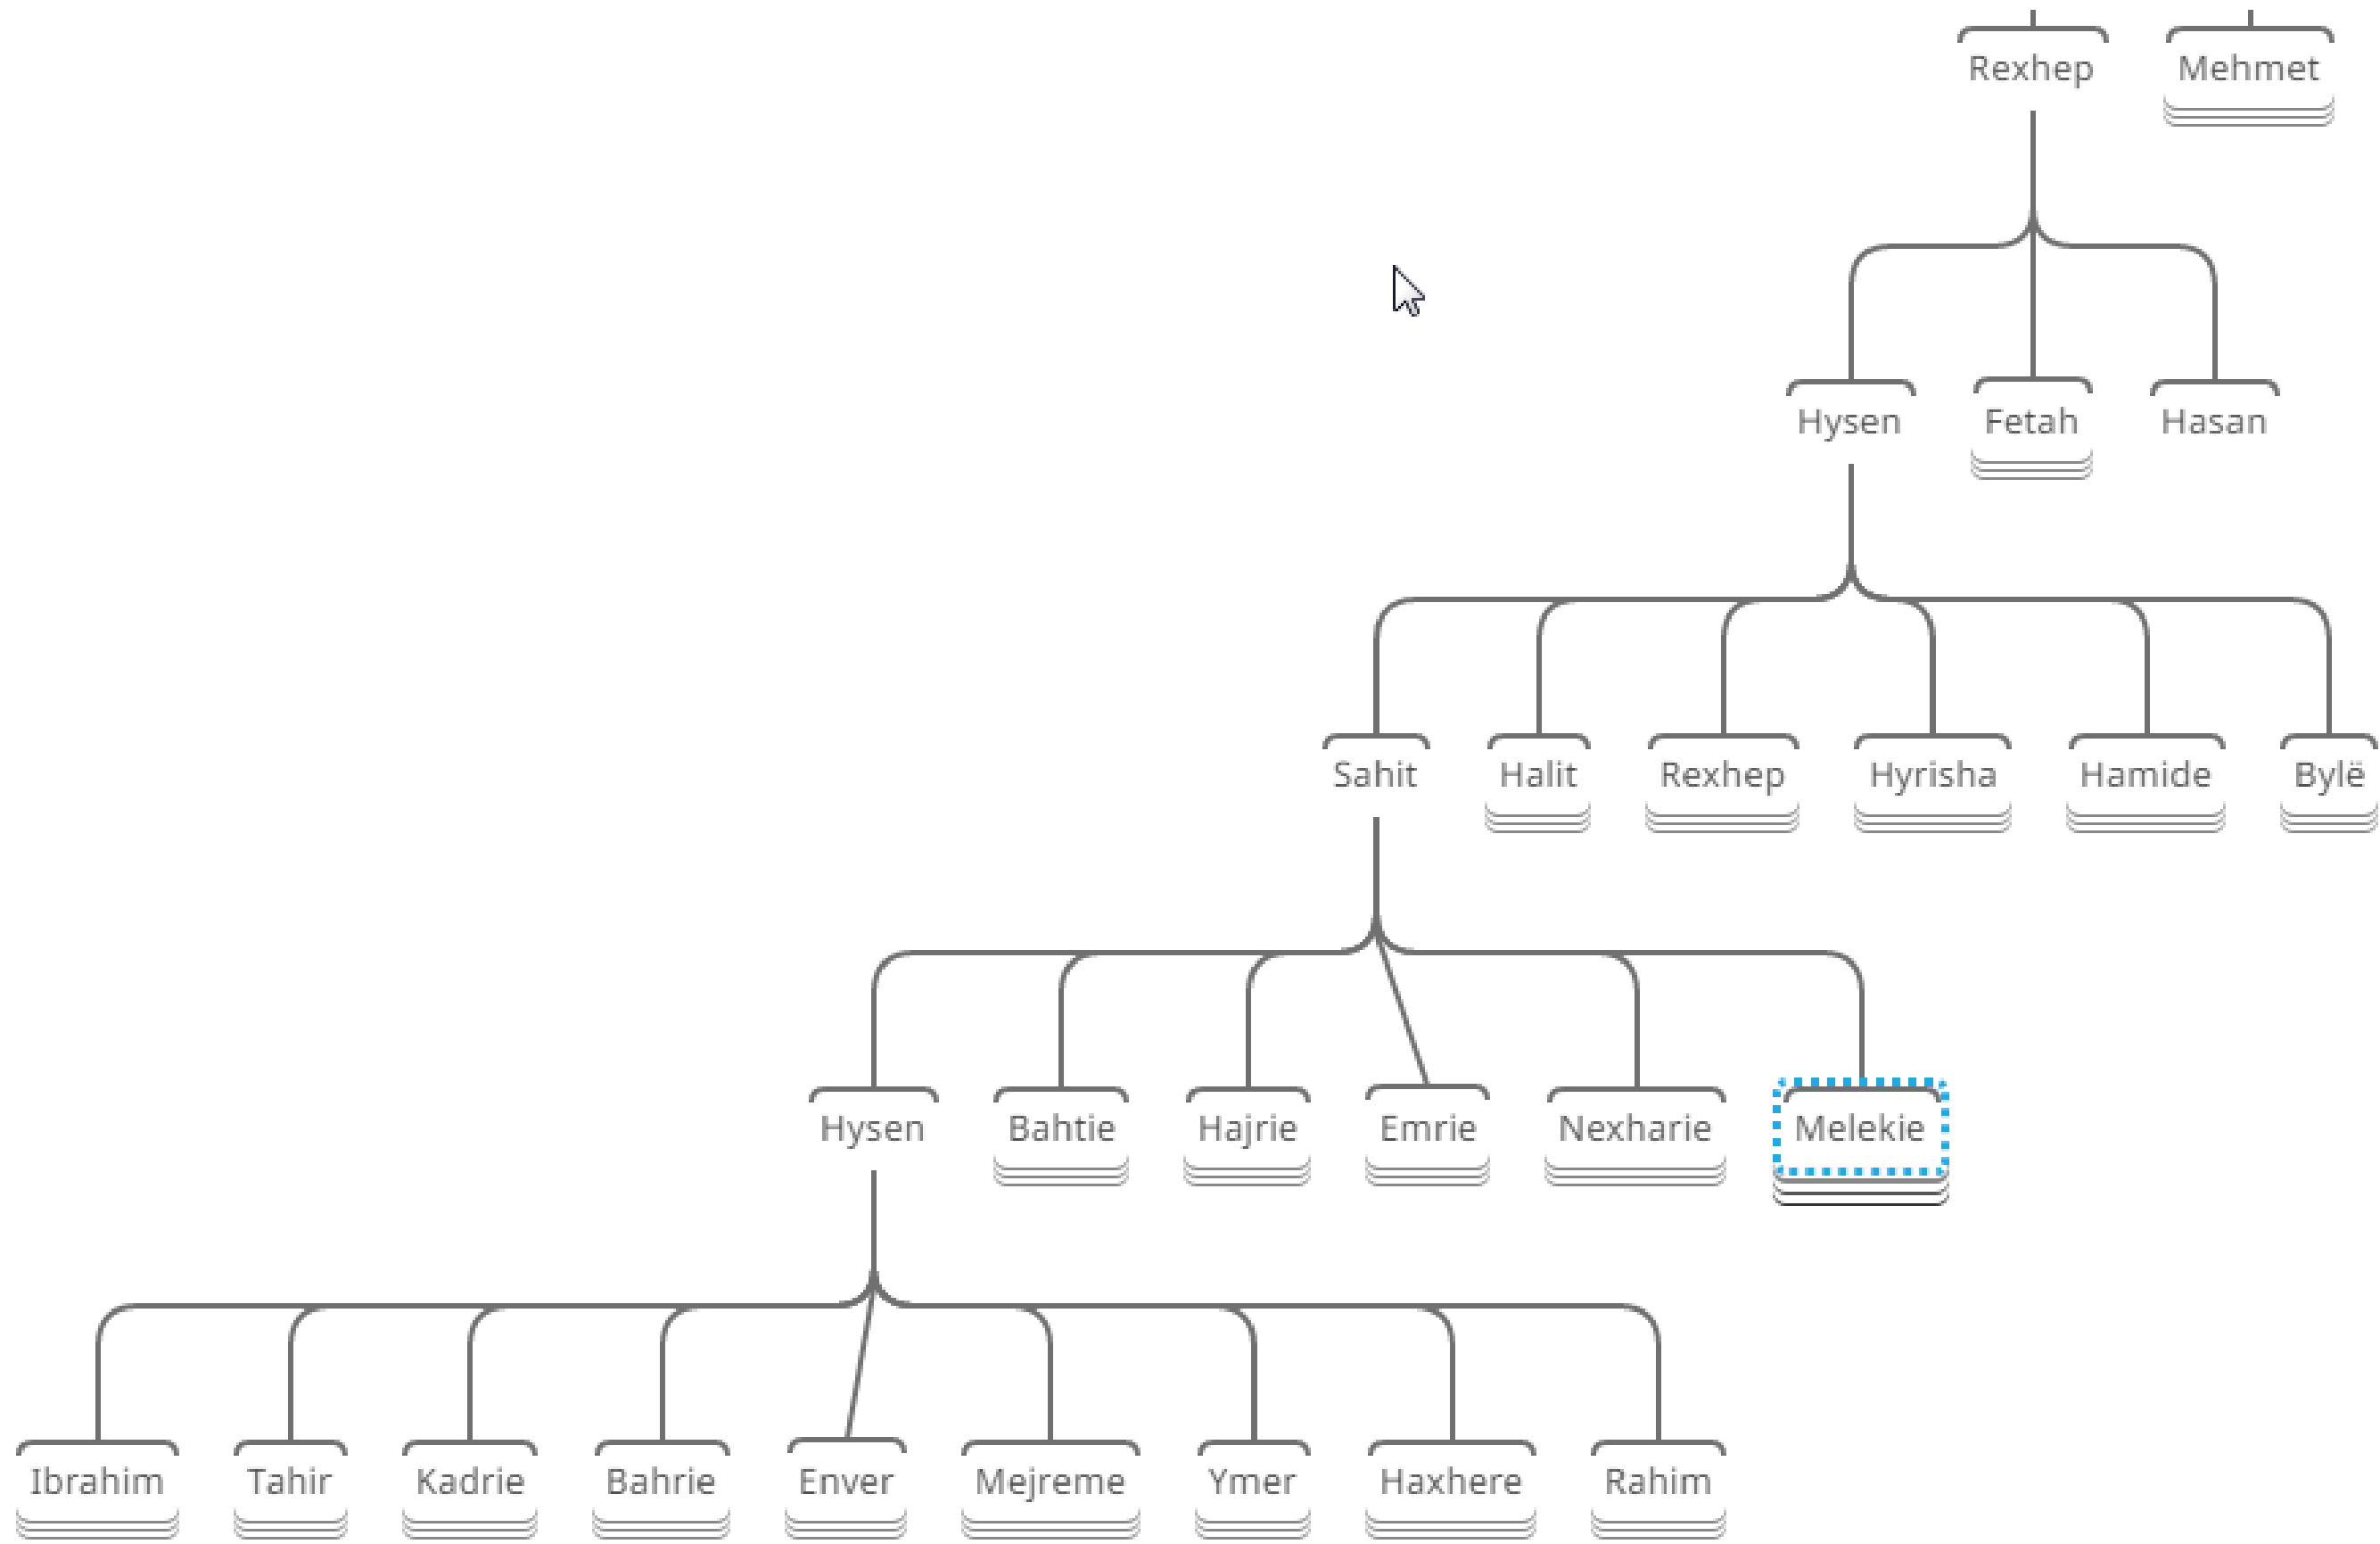 Rexhep Mehmet
Hysen Fetah Hasan
Sahit Halit Rexhep Hyrisha Hamide Bylë
Hysen Bahtie Hajrie Emrie Nexharie Melekie
Ibrahim Tahir Kadrie Bahrie Enver Mejreme Ymer Haxhere Rahim